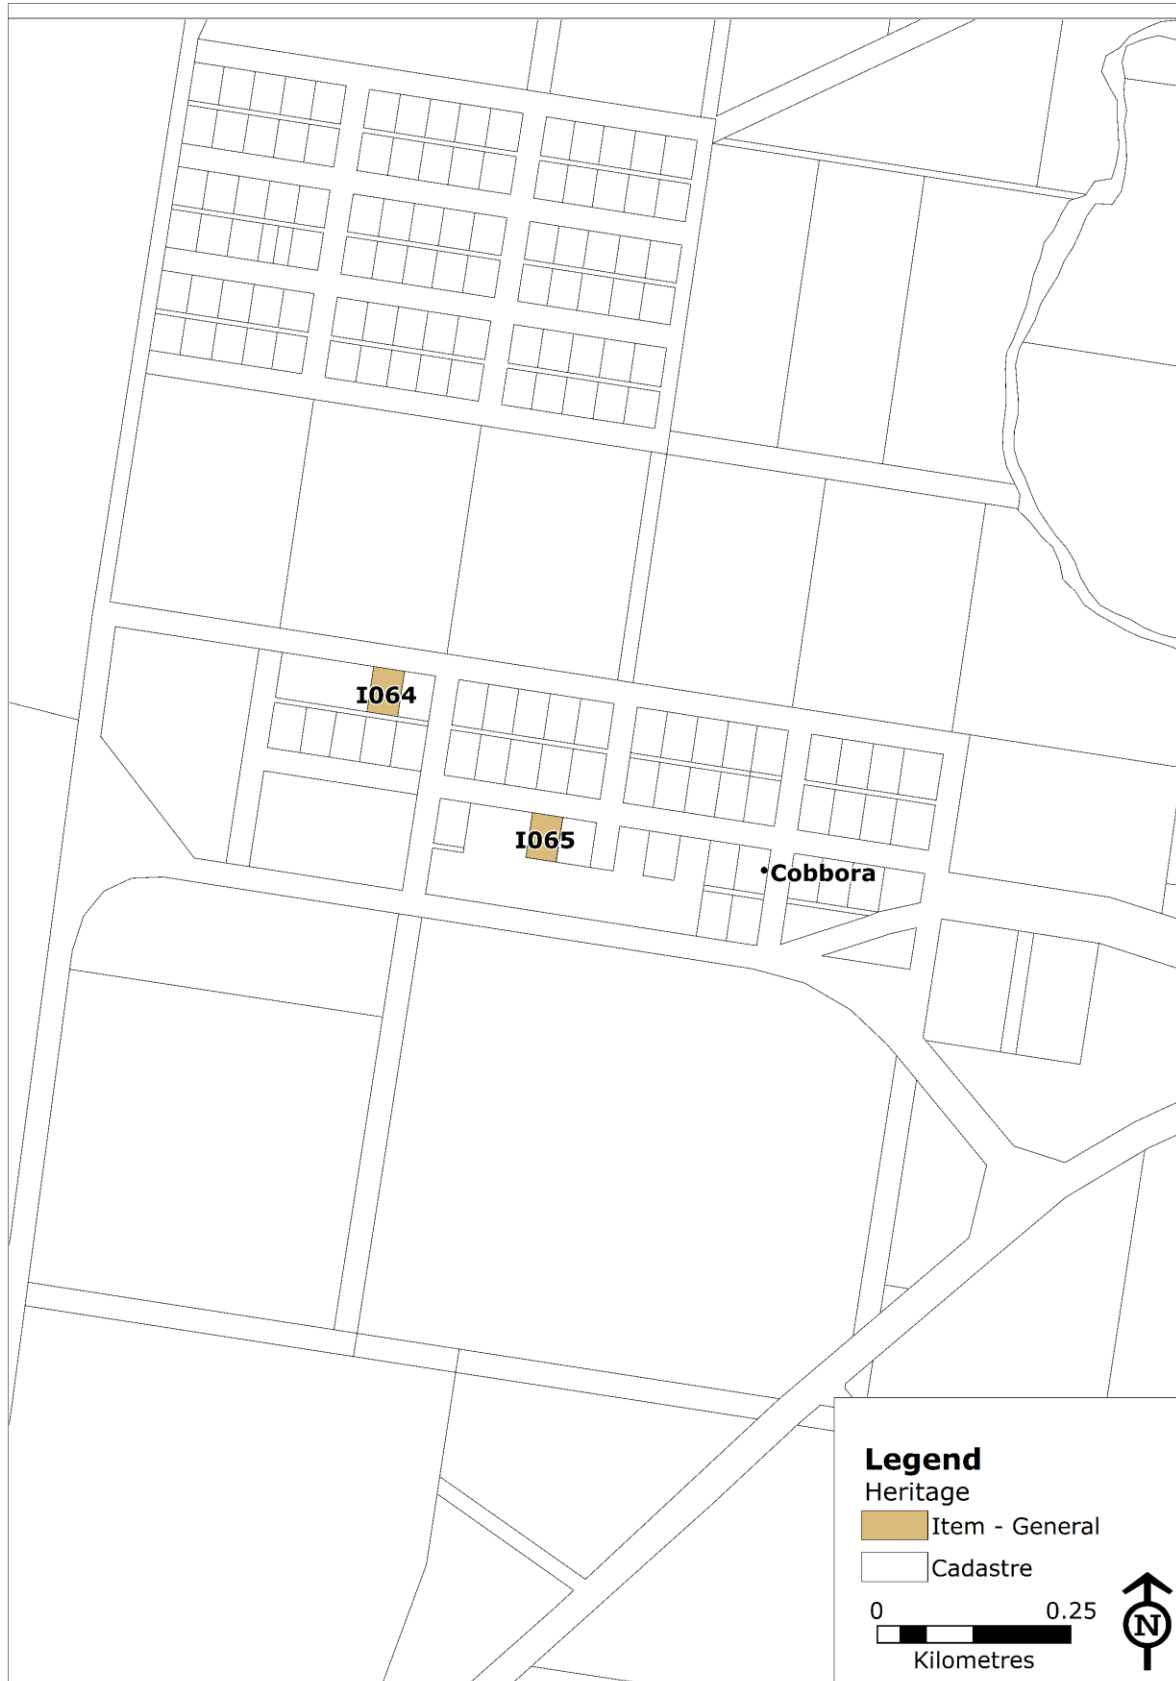 I064
I065
Cobbora
Legend
Heritage
Item - General
Cadastre
0 0.25
Kilometres
N